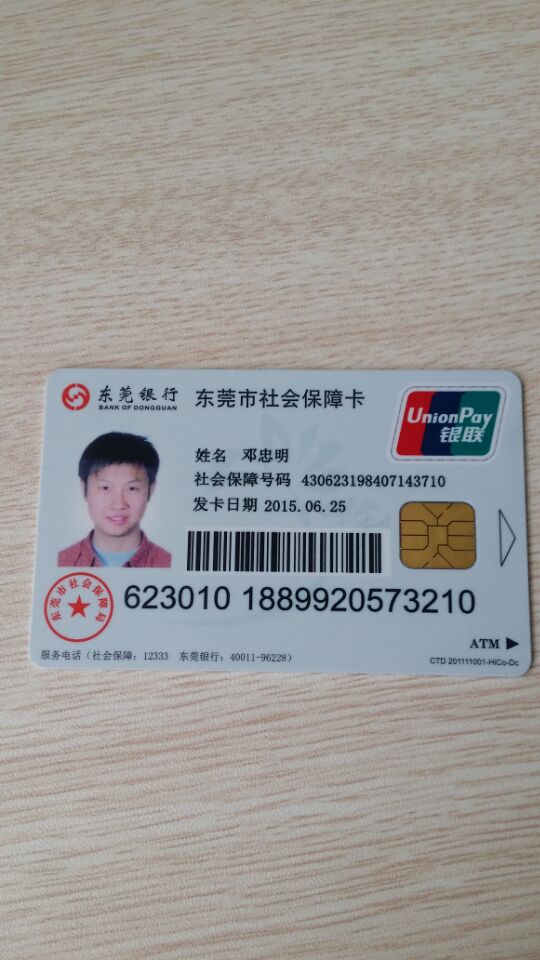 东莞银行
BANK OF DONGGUAN
东莞市社会保障卡
UnionPay
银联
姓名 邓忠明
社会保障号码 430623198407143710
发卡日期 2015.06.25
东莞市社会保障局
623010 1889920573210
ATM
服务电话(社会保障:12333 东莞银行:40011-96228)
CTD 201111001-HiCo-Dc